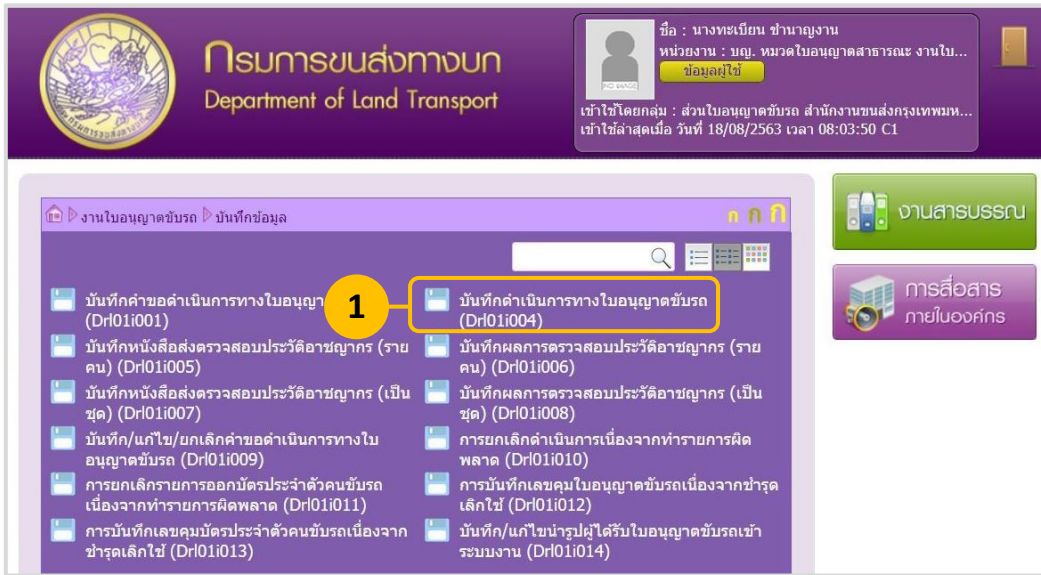 กรมการขนส่งทางบก
Department of Land Transport
ชื่อ : นางทะเบียน ชำนาญงาน
หน่วยงาน : บญ. หมวดใบอนุญาตสาธารณะ งานใบ...
ข้อมูลผู้ใช้
เข้าใช้โดยกลุ่ม : ส่วนใบอนุญาตขับรถ สำนักงานขนส่งกรุงเทพมห...
เข้าใช้ล่าสุดเมื่อ วันที่ 18/08/2563 เวลา 08:03:50 C1
งานใบอนุญาตขับรถ บันทึกข้อมูล
ก ก ก
งานสารบรรณ
การสื่อสาร
ภายในองค์กร
บันทึกคำขอดำเนินการทางใบอนุญา
(Drl01i001)
1
บันทึกดำเนินการทางใบอนุญาตขับรถ
(Drl01i004)
บันทึกหนังสือส่งตรวจสอบประวัติอาชญากร (ราย
คน) (Drl01i005)
บันทึกผลการตรวจสอบประวัติอาชญากร (ราย
คน) (Drl01i006)
บันทึกหนังสือส่งตรวจสอบประวัติอาชญากร (เป็น
ชุด) (Drl01i007)
บันทึกผลการตรวจสอบประวัติอาชญากร (เป็น
ชุด) (Drl01i008)
บันทึก/แก้ไข/ยกเลิกคำขอดำเนินการทางใบ
อนุญาตขับรถ (Drl01i009)
การยกเลิกดำเนินการเนื่องจากทำรายการผิด
พลาด (Drl01i010)
การยกเลิกรายการออกบัตรประจำตัวคนขับรถ
เนื่องจากทำรายการผิดพลาด (Drl01i011)
การบันทึกเลขคุมใบอนุญาตขับรถเนื่องจากชำรุด
เลิกใช้ (Drl01i012)
การบันทึกเลขคุมบัตรประจำตัวคนขับรถเนื่องจาก
ชำรุดเลิกใช้ (Drl01i013)
บันทึก/แก้ไขนำรูปผู้ได้รับใบอนุญาตขับรถเข้า
ระบบงาน (Drl01i014)